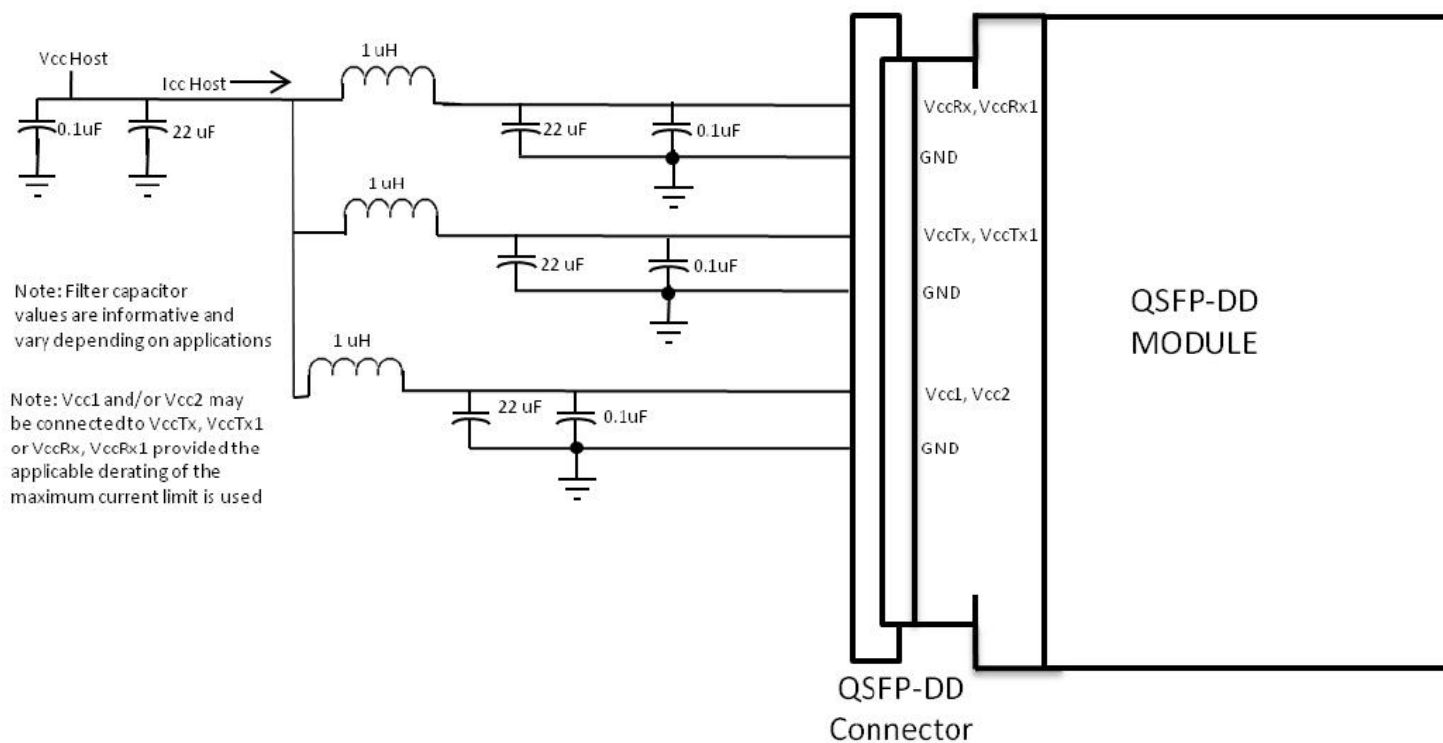 Vcc Host
Icc Host
0.1uF
22 uF
1 uH
22 uF
0.1uF
VccRx, VccRx1
GND
1 uH
22 uF
0.1uF
VccTx, VccTx1
GND
Note: Filter capacitor
values are informative and
vary depending on applications
1 uH
22 uF
0.1uF
Vcc1, Vcc2
GND
Note: Vcc1 and/or Vcc2 may
be connected to VccTx, VccTx1
or VccRx, VccRx1 provided the
applicable derating of the
maximum current limit is used
QSFP-DD
MODULE
QSFP-DD
Connector